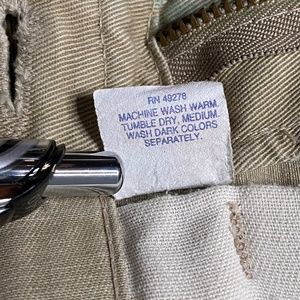 RN 49278
MACHINE WASH WARM.
TUMBLE DRY, MEDIUM.
WASH DARK COLORS
SEPARATELY.